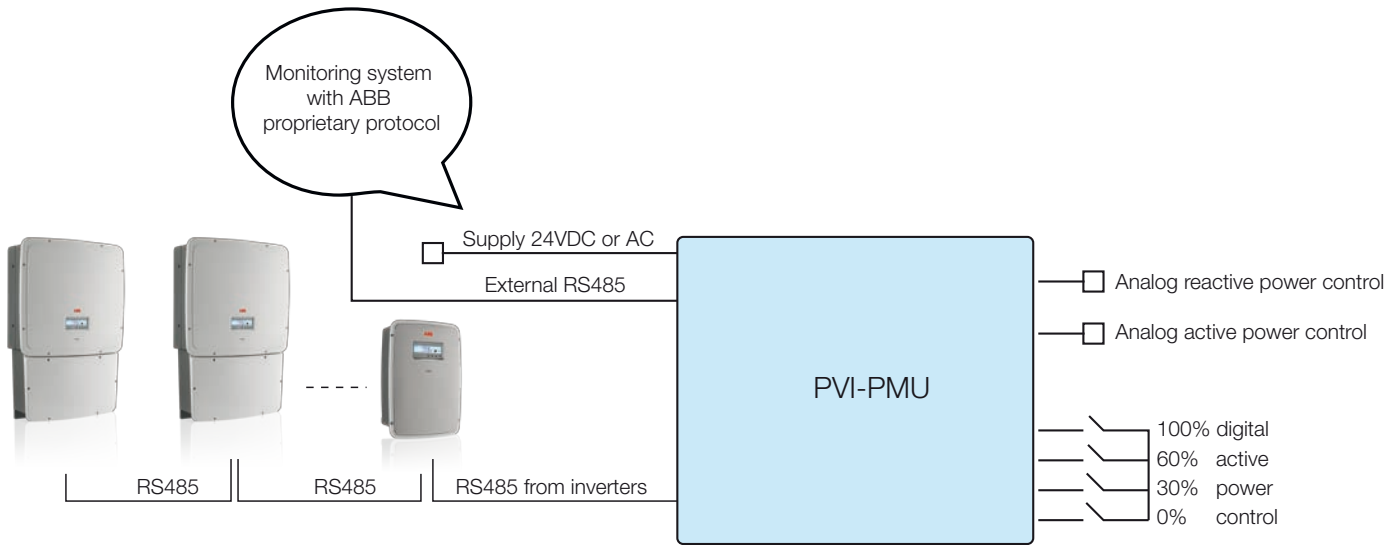 Monitoring system
with ABB
proprietary protocol
Supply 24VDC or AC
External RS485
Analog reactive power control
Analog active power control
PVI-PMU
100% digital
60% active
30% power
0% control
RS485
RS485
RS485 from inverters